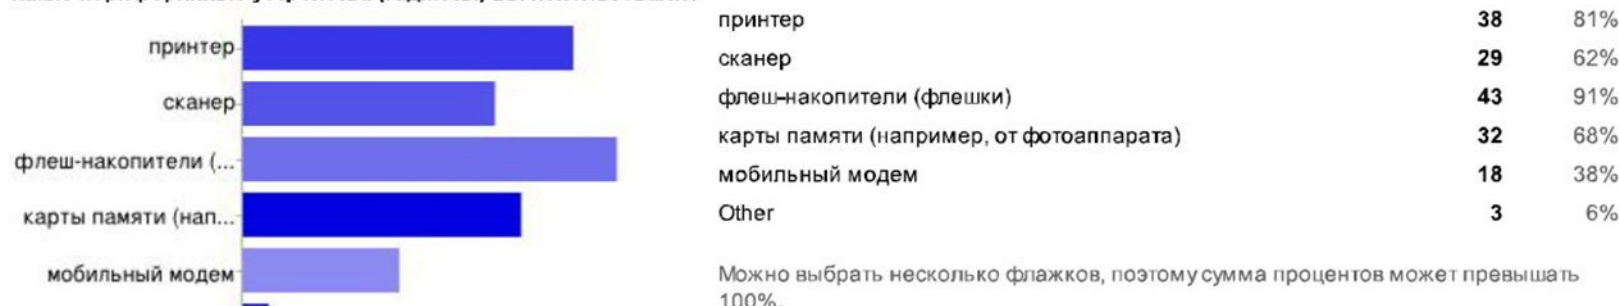 принтер
сканер
флеш-накопители (...
карты памяти (нап...
мобильный модем
принтер 38 81%
сканер 29 62%
флеш-накопители (флешки) 43 91%
карты памяти (например, от фотоаппарата) 32 68%
мобильный модем 18 38%
Other 3 6%
Можно выбрать несколько флажков, поэтому сумма процентов может превышать
100%.